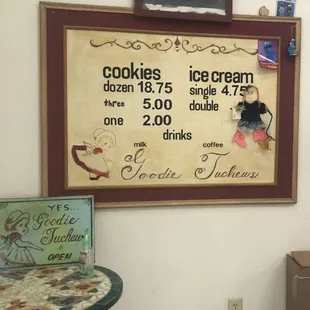 cookies
dozen 18.75
three 5.00
one 2.00
ice cream
single 4.75
double
drinks
milk
coffee
Goodie Tuchews
YES...
Goodie
Tuchews
OPEN